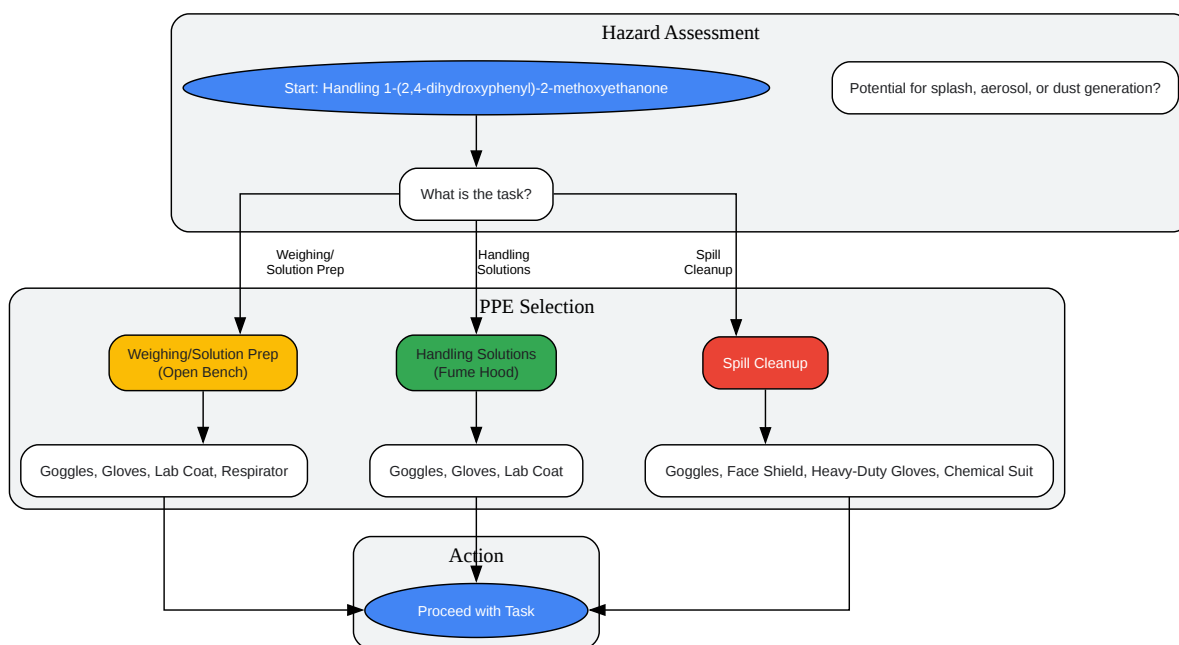 Hazard Assessment
Start: Handling 1-(2,4-dihydroxyphenyl)-2-methoxyethanone
Potential for splash, aerosol, or dust generation?
What is the task?
Weighing/
Solution Prep
Handling
Solutions
Spill
Cleanup
PPE Selection
Weighing/Solution Prep
(Open Bench)
Handling Solutions
(Fume Hood)
Spill Cleanup
Goggles, Gloves, Lab Coat, Respirator
Goggles, Gloves, Lab Coat
Goggles, Face Shield, Heavy-Duty Gloves, Chemical Suit
Action
Proceed with Task